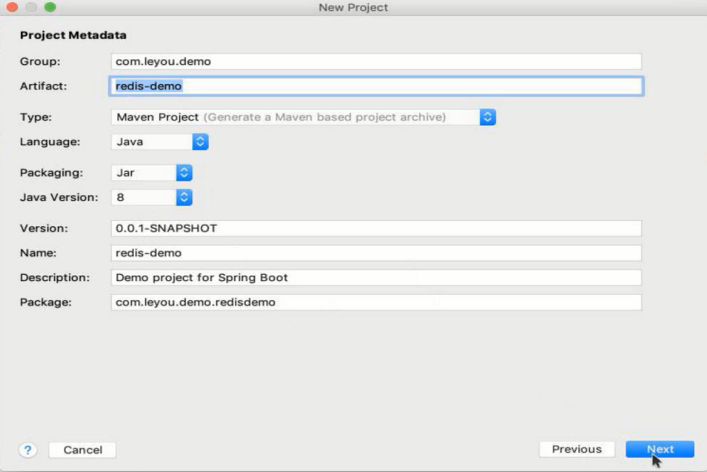 New Project
Project Metadata
Group: com.leyou.demo
Artifact: redis-demo
Type: Maven Project (Generate a Maven based project archive)
Language: Java
Packaging: Jar
Java Version: 8
Version: 0.0.1-SNAPSHOT
Name: redis-demo
Description: Demo project for Spring Boot
Package: com.leyou.demo.redisdemo
? Cancel Previous Next